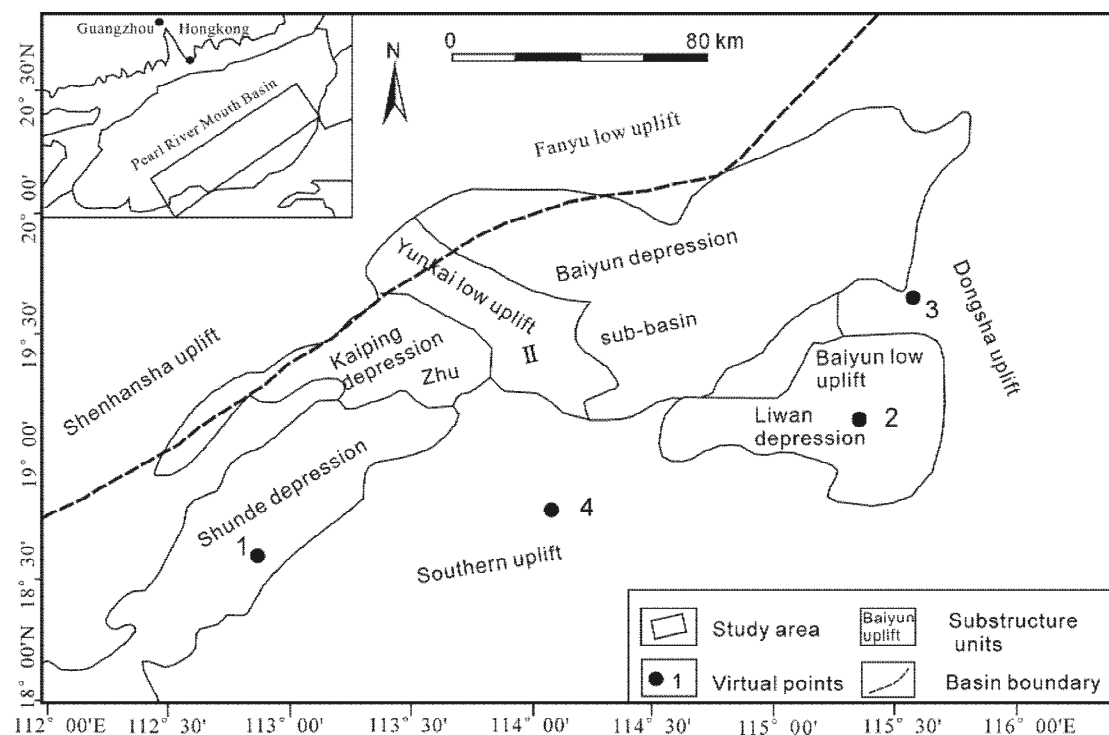 Guangzhou
Hongkong
Pearl River Mouth Basin
N
0
80 km
Fanyu low uplift
Yunkai low uplift
II
Baiyun depression
sub-basin
Shenhansha uplift
Kaiping
depression
Zhu
Dongsha uplift
3
Baiyun low
uplift
Liwan
depression
2
Shunde depression
1
4
Southern uplift
Study area
Baiyun
uplift
Substructure
units
1
Virtual points
Basin boundary
20° 30'N
20° 00'
19° 30'
19° 00'
18° 30'
18° 00'N
112° 00'E
112° 30'
113° 00'
113° 30'
114° 00'
114° 30'
115° 00'
115° 30'
116° 00'E